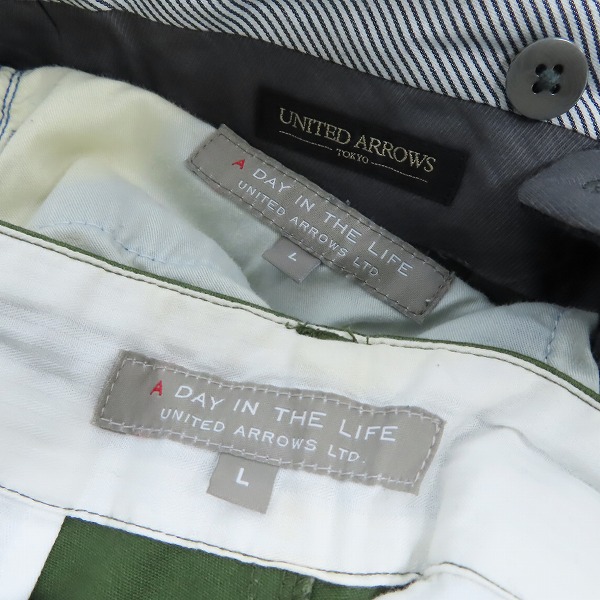 UNITED ARROWS
TOKYO
A DAY IN THE LIFE
UNITED ARROWS LTD.
L
A DAY IN THE LIFE
UNITED ARROWS LTD.
L